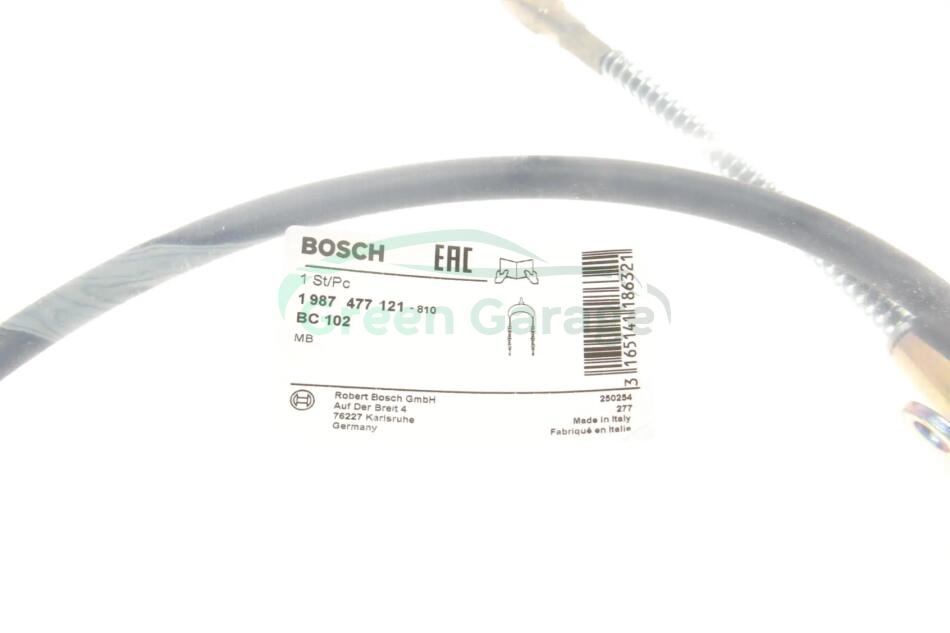 BOSCH
EAC
1 St/Pc
1 987 477 121 - 810
BC 102
MB
Green Garage
3 165141 186321
Robert Bosch GmbH
Auf Der Breit 4
76227 Karlsruhe
Germany
250254
277
Made in Italy
Fabriqué en Italie